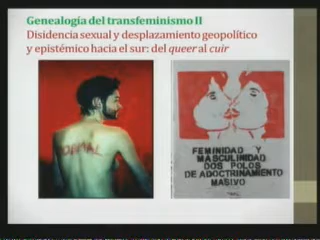 Genealogía del transfeminismo II
Disidencia sexual y desplazamiento geopolítico
y epistémico hacia el sur: del queer al cuir
FEMINIDAD Y
MASCULINIDAD
DOS POLOS
DE ADOCTRINAMIENTO
MASIVO